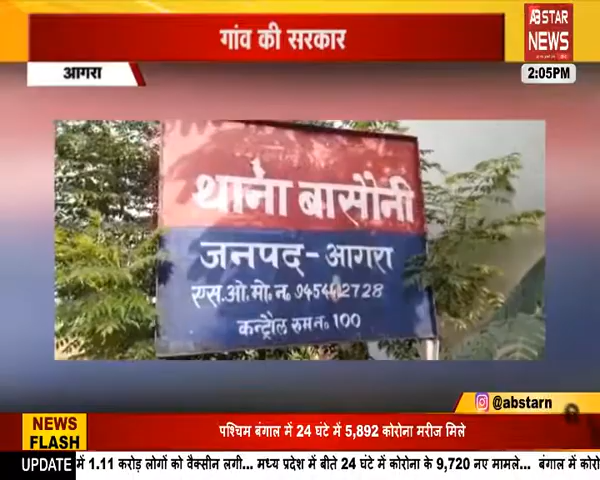 गांव की सरकार
AB STAR
NEWS
आगरा
2:05PM
थाना बासौनी
जनपद - आगरा
एस.ओ.मो.न.
कन्ट्रौल रुम न. 100
@abstarn
NEWS
FLASH
पश्चिम बंगाल में 24 घंटे में 5,892 कोरोना मरीज मिले
UPDATE
में 1.11 करोड़ लोगों को वैक्सीन लगी... मध्य प्रदेश में बीते 24 घंटे में कोरोना के 9,720 नए मामले... बंगाल में